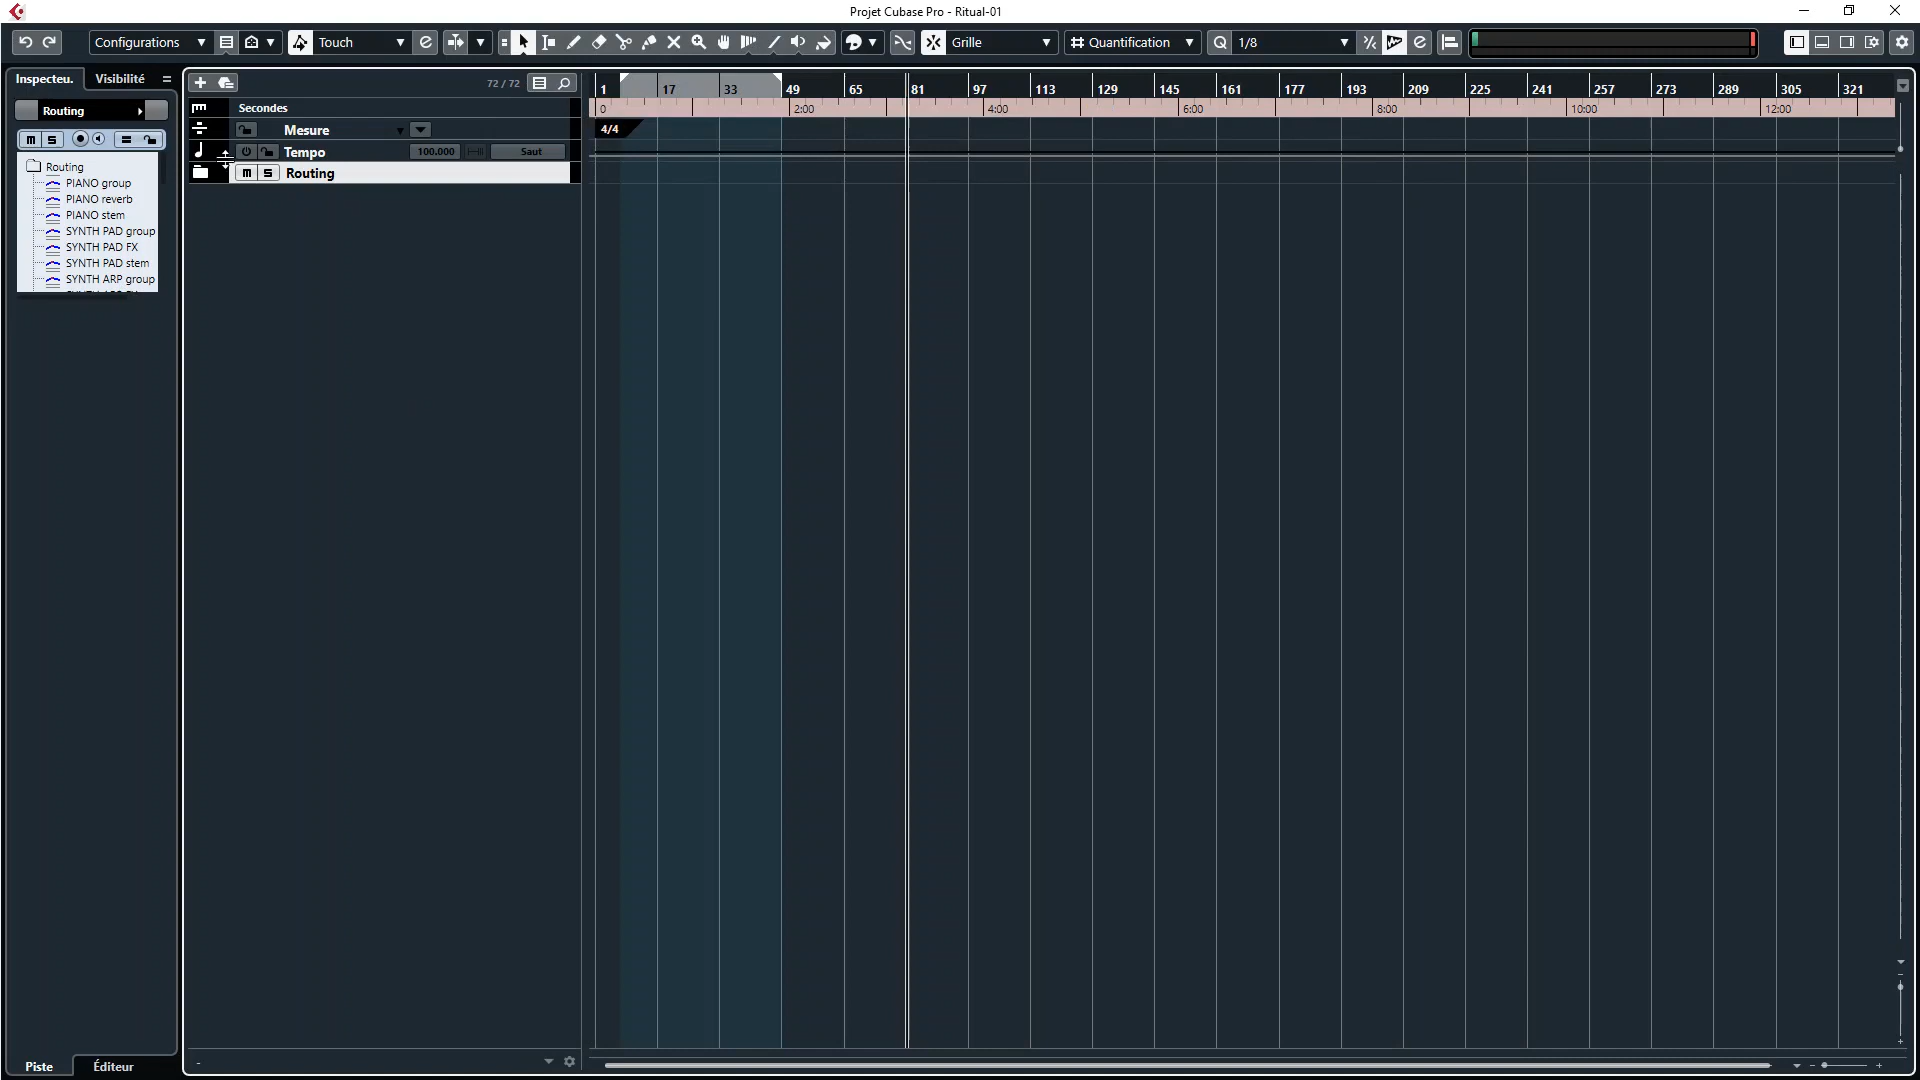 Projet Cubase Pro - Ritual-01
Configurations
Touch
Grille
Quantification
Q 1/8
Inspecteu.
Visibilité
72 / 72
1 17 33 49 65 81 97 113 129 145 161 177 193 209 225 241 257 273 289 305 321
Secondes
0 2:00 4:00 6:00 8:00 10:00 12:00
Routing
Mesure
4/4
m S
Tempo 100.000 Saut
m S Routing
Routing
PIANO group
PIANO reverb
PIANO stem
SYNTH PAD group
SYNTH PAD FX
SYNTH PAD stem
SYNTH ARP group
-
Piste
Éditeur